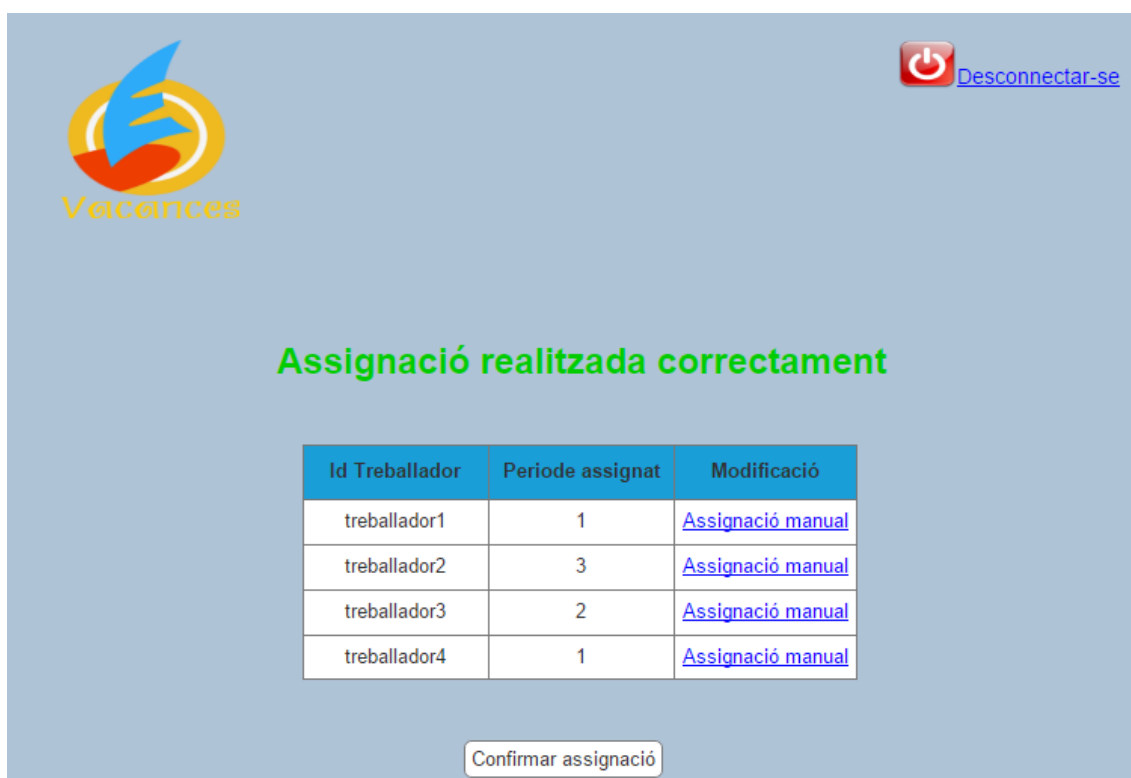 Desconnectar-se
Vacances
Assignació realitzada correctament
Id Treballador Periode assignat Modificació
treballador1 1 Assignació manual
treballador2 3 Assignació manual
treballador3 2 Assignació manual
treballador4 1 Assignació manual
Confirmar assignació